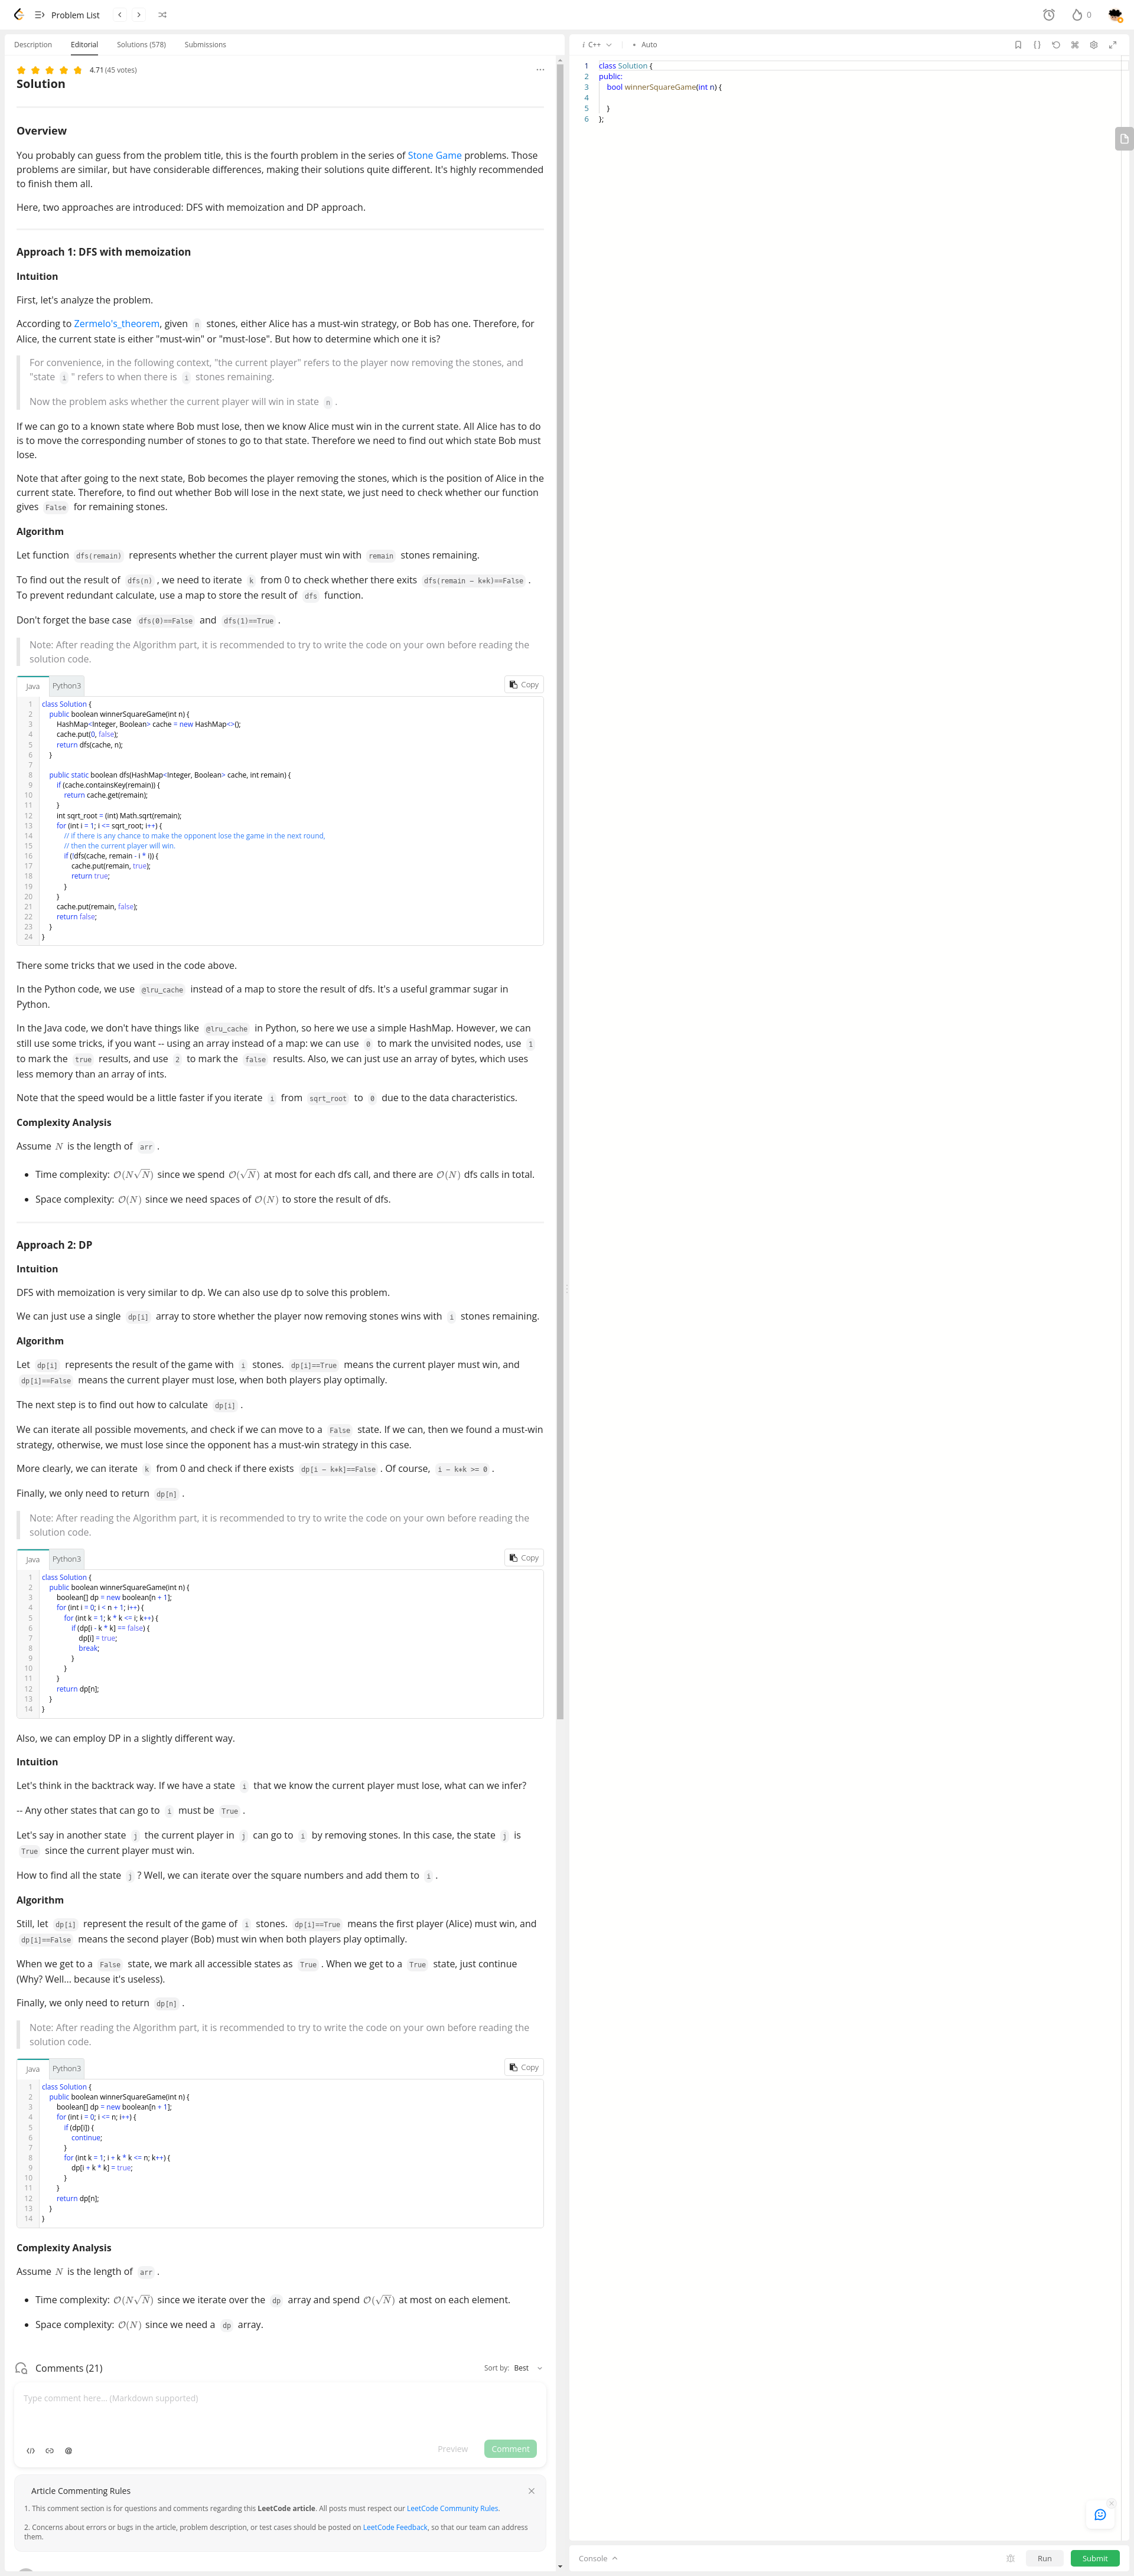 Problem List
0
Description Editorial Solutions (578) Submissions
4.71 (45 votes)
Solution
Overview
You probably can guess from the problem title, this is the fourth problem in the series of Stone Game problems. Those
problems are similar, but have considerable differences, making their solutions quite different. It's highly recommended
to finish them all.
Here, two approaches are introduced: DFS with memoization and DP approach.
Approach 1: DFS with memoization
Intuition
First, let's analyze the problem.
According to Zermelo's_theorem, given n stones, either Alice has a must-win strategy, or Bob has one. Therefore, for
Alice, the current state is either "must-win" or "must-lose". But how to determine which one it is?
For convenience, in the following context, "the current player" refers to the player now removing the stones, and
"state i " refers to when there is i stones remaining.
Now the problem asks whether the current player will win in state n .
If we can go to a known state where Bob must lose, then we know Alice must win in the current state. All Alice has to do
is to move the corresponding number of stones to go to that state. Therefore we need to find out which state Bob must
lose.
Note that after going to the next state, Bob becomes the player removing the stones, which is the position of Alice in the
current state. Therefore, to find out whether Bob will lose in the next state, we just need to check whether our function
gives False for remaining stones.
Algorithm
Let function dfs(remain) represents whether the current player must win with remain stones remaining.
To find out the result of dfs(n) , we need to iterate k from 0 to check whether there exits dfs(remain - k*k)==False .
To prevent redundant calculate, use a map to store the result of dfs function.
Don't forget the base case dfs(0)==False and dfs(1)==True .
Note: After reading the Algorithm part, it is recommended to try to write the code on your own before reading the
solution code.
Java Python3 Copy
1 class Solution {
2 public boolean winnerSquareGame(int n) {
3 HashMap<Integer, Boolean> cache = new HashMap<>();
4 cache.put(0, false);
5 return dfs(cache, n);
6 }
7
8 public static boolean dfs(HashMap<Integer, Boolean> cache, int remain) {
9 if (cache.containsKey(remain)) {
10 return cache.get(remain);
11 }
12 int sqrt_root = (int) Math.sqrt(remain);
13 for (int i = 1; i <= sqrt_root; i++) {
14 // if there is any chance to make the opponent lose the game in the next round,
15 // then the current player will win.
16 if (!dfs(cache, remain - i * i)) {
17 cache.put(remain, true);
18 return true;
19 }
20 }
21 cache.put(remain, false);
22 return false;
23 }
24 }
There some tricks that we used in the code above.
In the Python code, we use @lru_cache instead of a map to store the result of dfs. It's a useful grammar sugar in
Python.
In the Java code, we don't have things like @lru_cache in Python, so here we use a simple HashMap. However, we can
still use some tricks, if you want -- using an array instead of a map: we can use 0 to mark the unvisited nodes, use 1
to mark the true results, and use 2 to mark the false results. Also, we can just use an array of bytes, which uses
less memory than an array of ints.
Note that the speed would be a little faster if you iterate i from sqrt_root to 0 due to the data characteristics.
Complexity Analysis
Assume N is the length of arr .
• Time complexity: O(N√N) since we spend O(√N) at most for each dfs call, and there are O(N) dfs calls in total.
• Space complexity: O(N) since we need spaces of O(N) to store the result of dfs.
Approach 2: DP
Intuition
DFS with memoization is very similar to dp. We can also use dp to solve this problem.
We can just use a single dp[i] array to store whether the player now removing stones wins with i stones remaining.
Algorithm
Let dp[i] represents the result of the game with i stones. dp[i]==True means the current player must win, and
dp[i]==False means the current player must lose, when both players play optimally.
The next step is to find out how to calculate dp[i] .
We can iterate all possible movements, and check if we can move to a False state. If we can, then we found a must-win
strategy, otherwise, we must lose since the opponent has a must-win strategy in this case.
More clearly, we can iterate k from 0 and check if there exists dp[i - k*k]==False . Of course, i - k*k >= 0 .
Finally, we only need to return dp[n] .
Note: After reading the Algorithm part, it is recommended to try to write the code on your own before reading the
solution code.
Java Python3 Copy
1 class Solution {
2 public boolean winnerSquareGame(int n) {
3 boolean[] dp = new boolean[n + 1];
4 for (int i = 0; i < n + 1; i++) {
5 for (int k = 1; k * k <= i; k++) {
6 if (dp[i - k * k] == false) {
7 dp[i] = true;
8 break;
9 }
10 }
11 }
12 return dp[n];
13 }
14 }
Also, we can employ DP in a slightly different way.
Intuition
Let's think in the backtrack way. If we have a state i that we know the current player must lose, what can we infer?
-- Any other states that can go to i must be True .
Let's say in another state j the current player in j can go to i by removing stones. In this case, the state j is
True since the current player must win.
How to find all the state j ? Well, we can iterate over the square numbers and add them to i .
Algorithm
Still, let dp[i] represent the result of the game of i stones. dp[i]==True means the first player (Alice) must win, and
dp[i]==False means the second player (Bob) must win when both players play optimally.
When we get to a False state, we mark all accessible states as True . When we get to a True state, just continue
(Why? Well... because it's useless).
Finally, we only need to return dp[n] .
Note: After reading the Algorithm part, it is recommended to try to write the code on your own before reading the
solution code.
Java Python3 Copy
1 class Solution {
2 public boolean winnerSquareGame(int n) {
3 boolean[] dp = new boolean[n + 1];
4 for (int i = 0; i <= n; i++) {
5 if (dp[i]) {
6 continue;
7 }
8 for (int k = 1; i + k * k <= n; k++) {
9 dp[i + k * k] = true;
10 }
11 }
12 return dp[n];
13 }
14 }
Complexity Analysis
Assume N is the length of arr .
• Time complexity: O(N√N) since we iterate over the dp array and spend O(√N) at most on each element.
• Space complexity: O(N) since we need a dp array.
Comments (21) Sort by: Best
Type comment here... (Markdown supported)
Preview Comment
Article Commenting Rules
1. This comment section is for questions and comments regarding this LeetCode article. All posts must respect our LeetCode Community Rules.
2. Concerns about errors or bugs in the article, problem description, or test cases should be posted on LeetCode Feedback, so that our team can address
them.
i C++ • Auto
1 class Solution {
2 public:
3 bool winnerSquareGame(int n) {
4
5 }
6 };
Console Run Submit